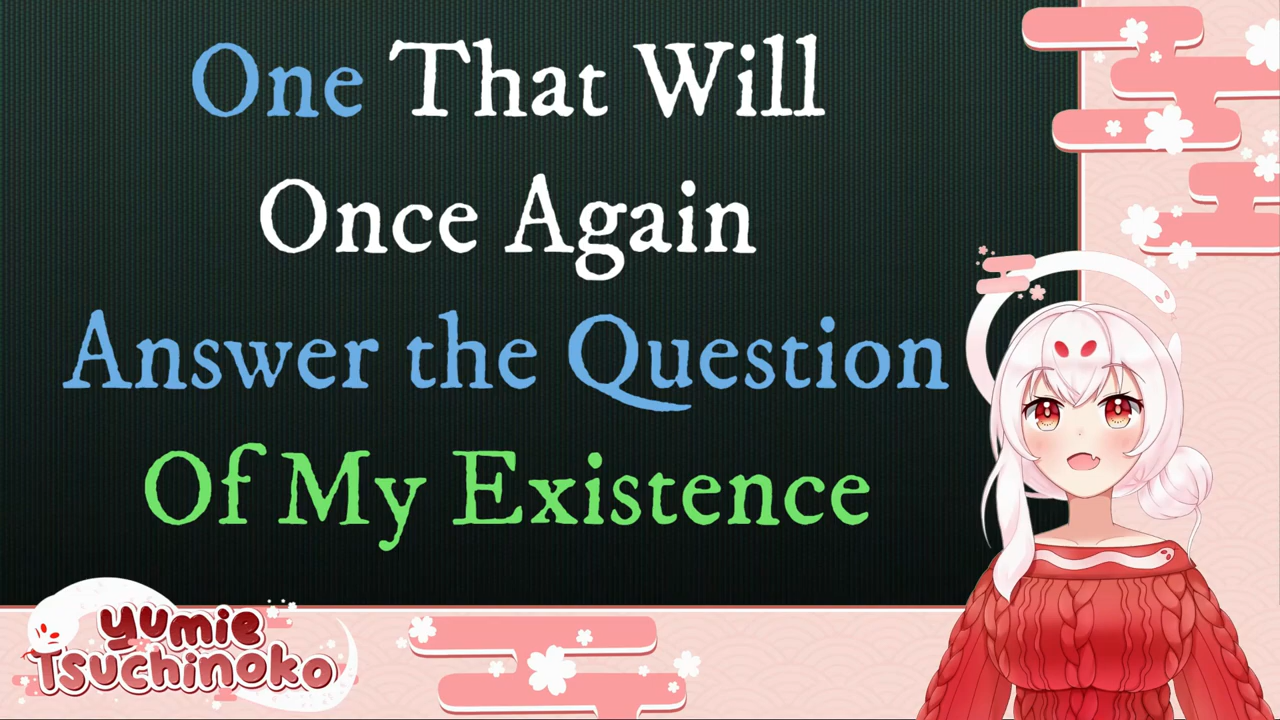 One That Will
Once Again
Answer the Question
Of My Existence
yumie
Tsuchinoko